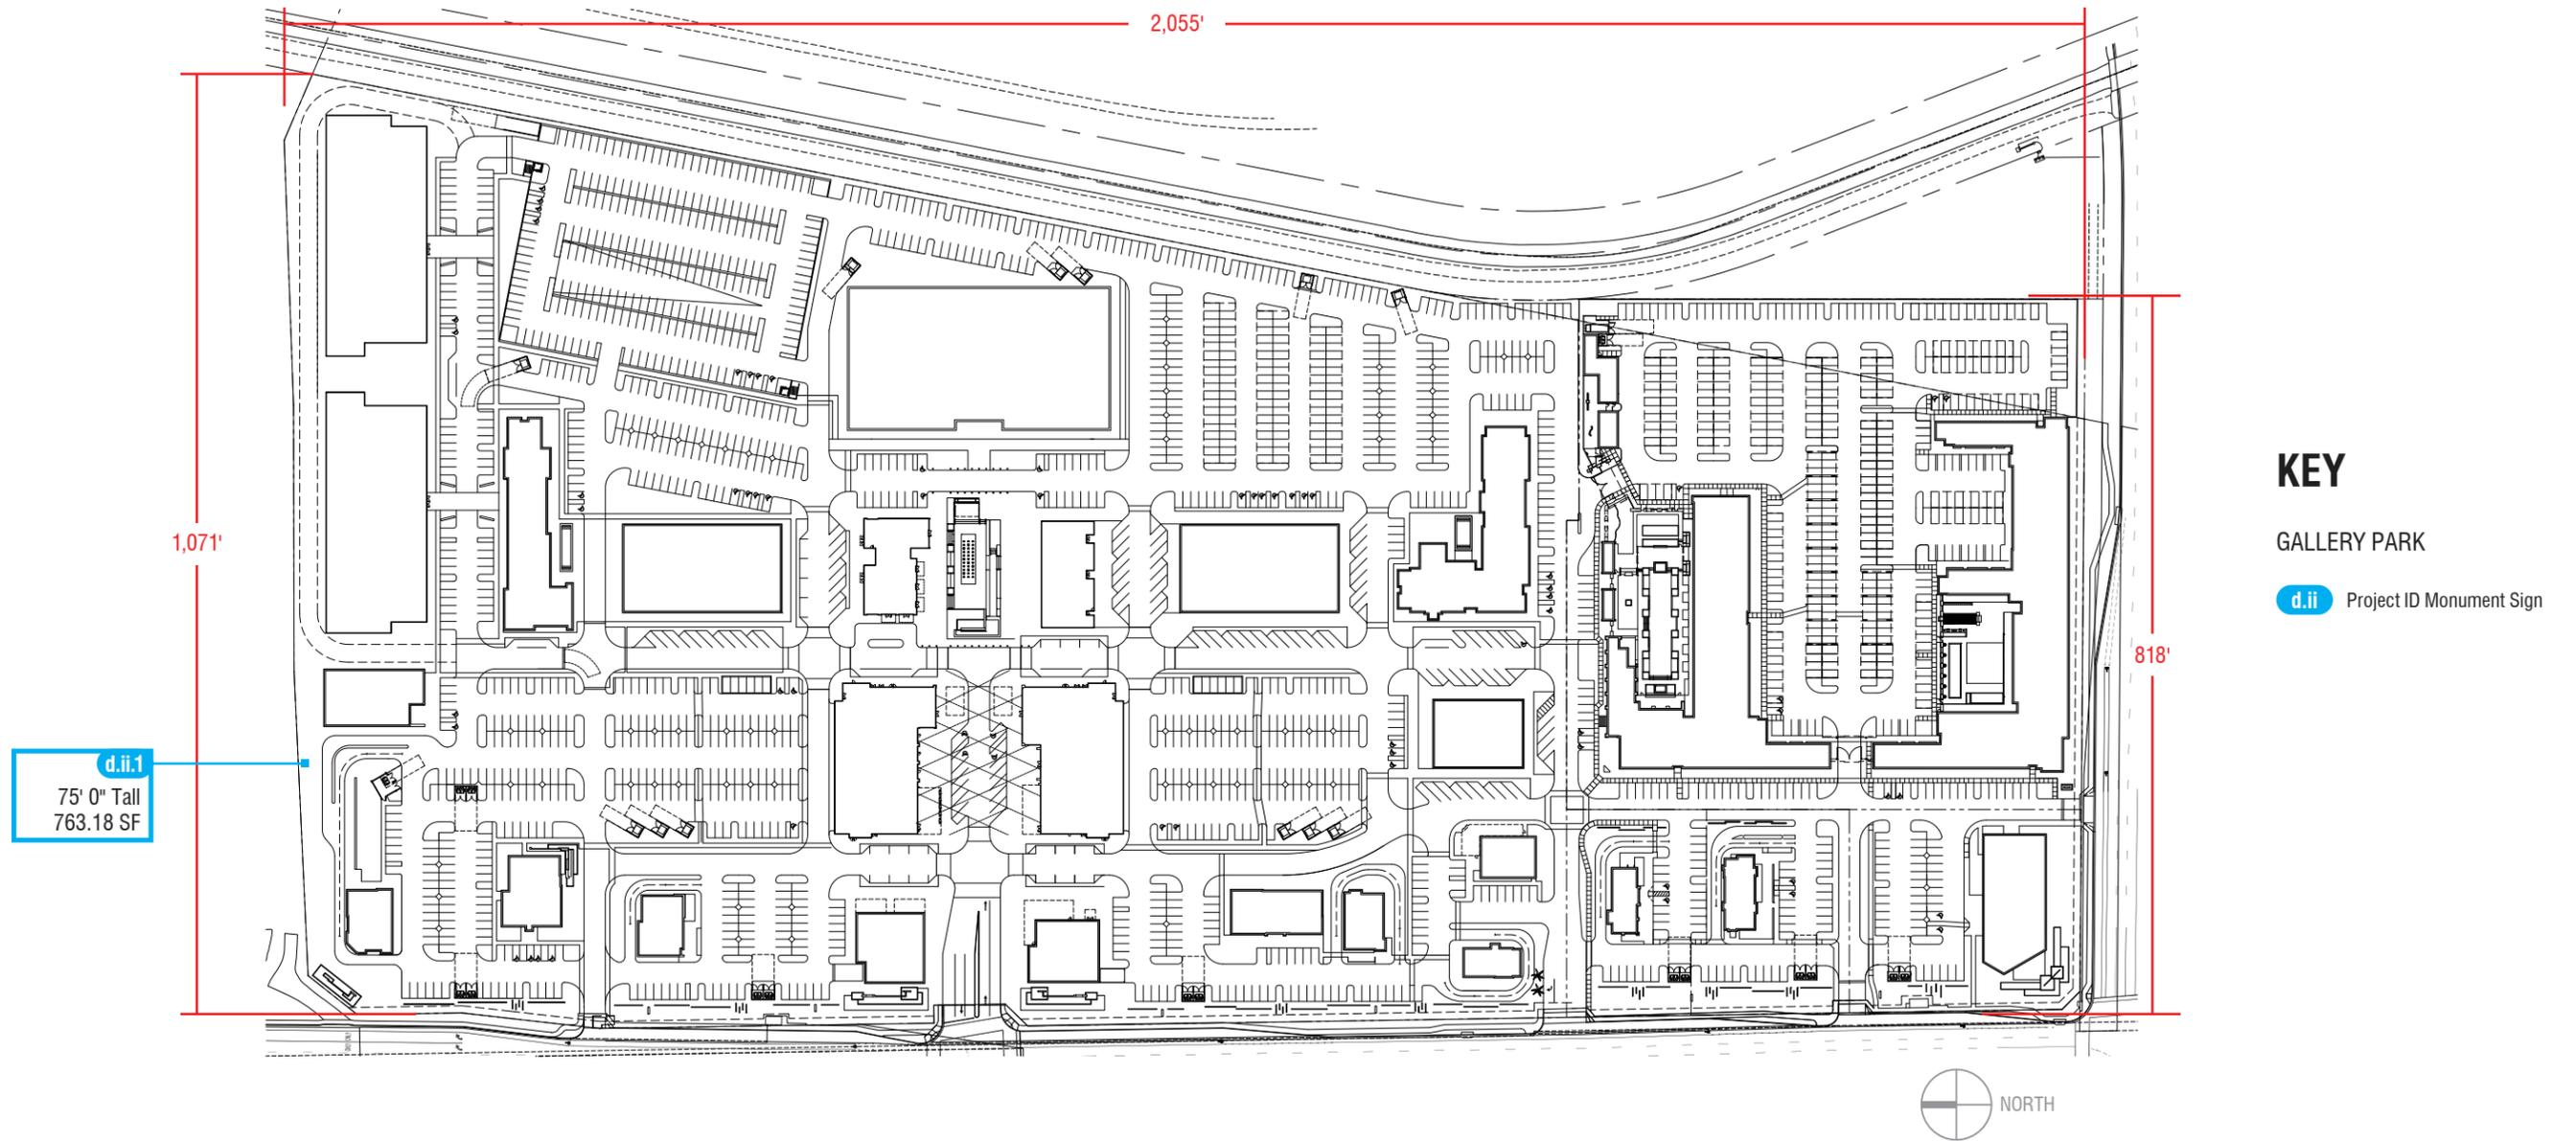 2,055'
1,071'
818'
d.ii.1
75' 0" Tall
763.18 SF
KEY
GALLERY PARK
d.ii Project ID Monument Sign
NORTH